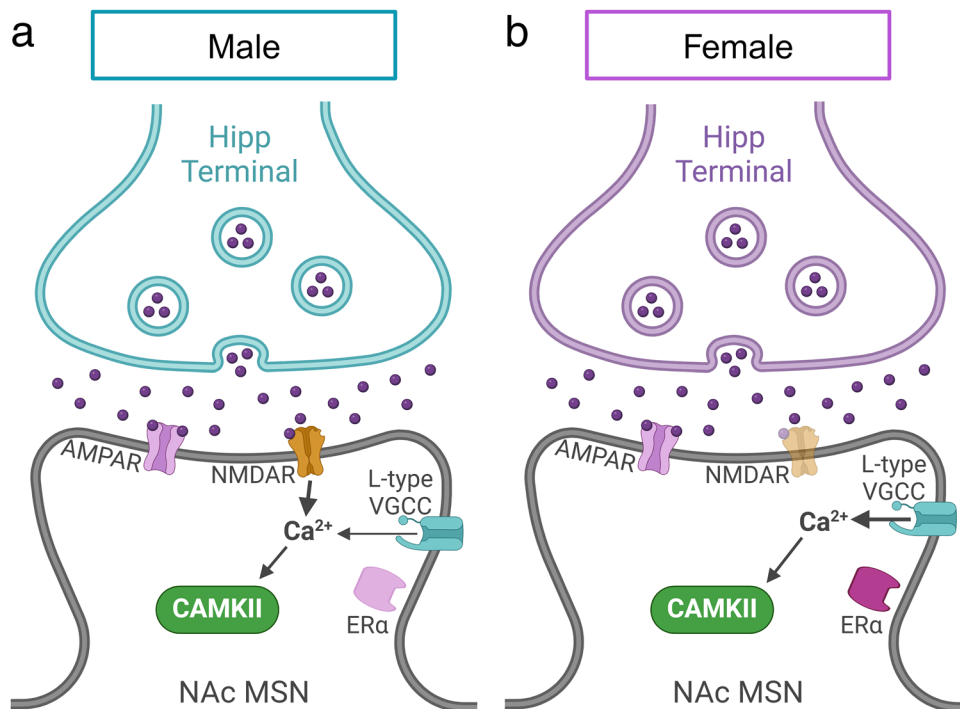 a
Male
Hipp
Terminal
AMPAR
NMDAR
L-type
VGCC
Ca²⁺
CAMKII
ERα
NAc MSN
b
Female
Hipp
Terminal
AMPAR
NMDAR
L-type
VGCC
Ca²⁺
CAMKII
ERα
NAc MSN